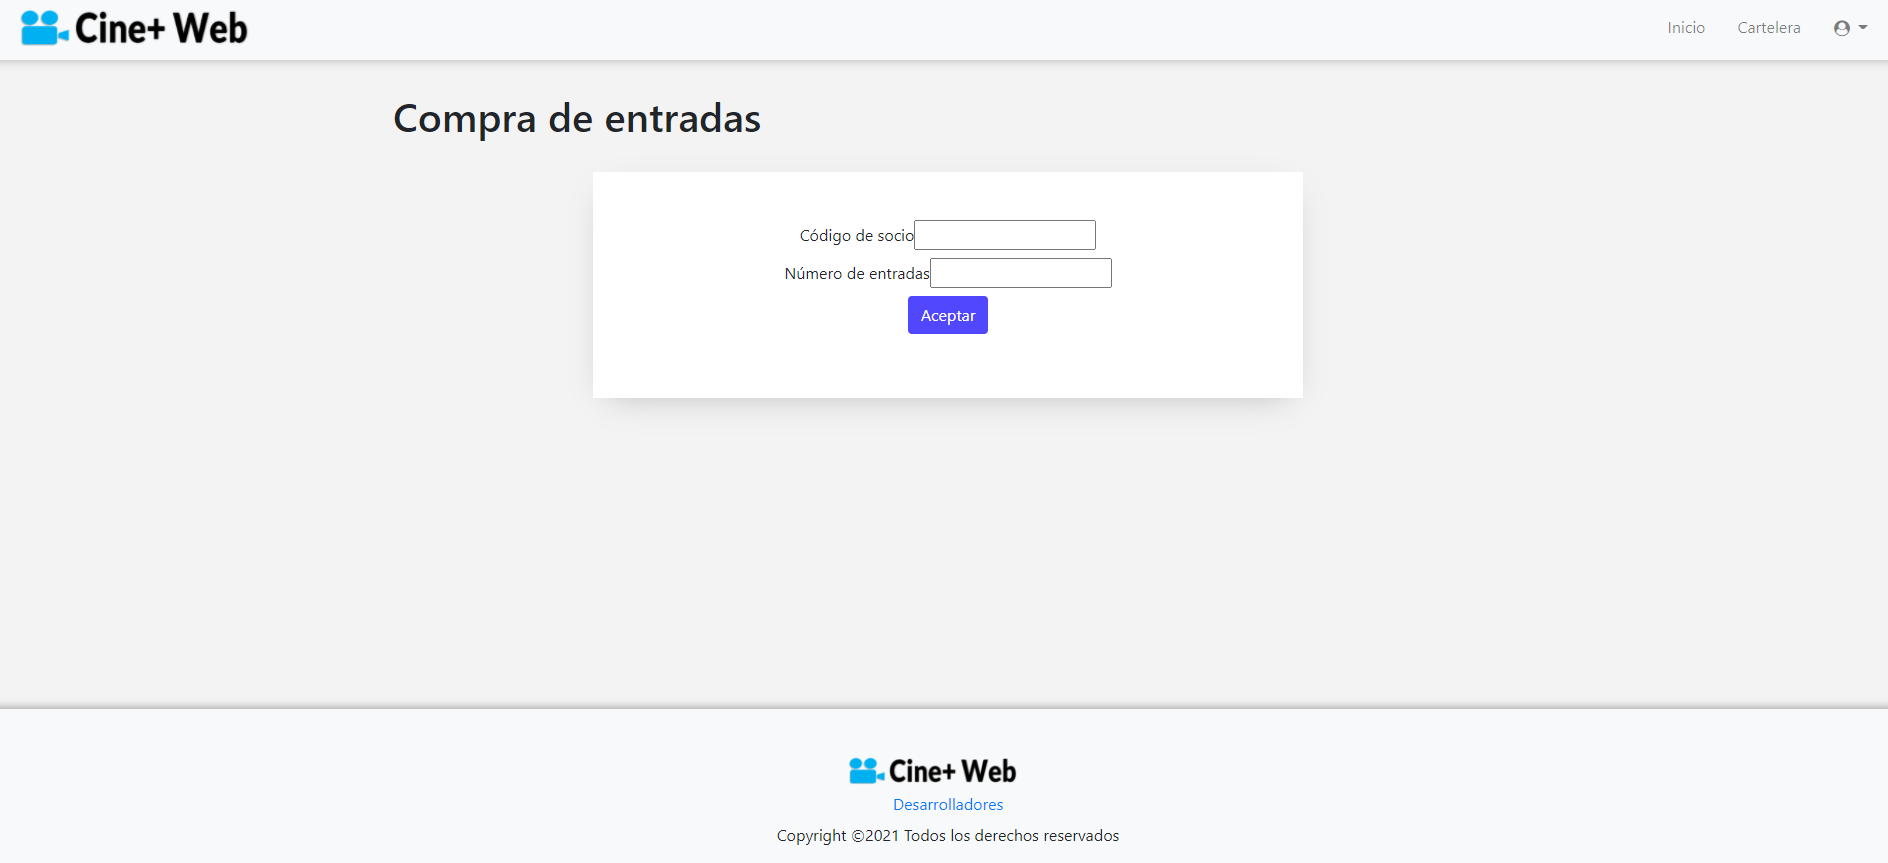 Cine+ Web
Inicio Cartelera
Compra de entradas
Código de socio
Número de entradas
Aceptar
Cine+ Web
Desarrolladores
Copyright ©2021 Todos los derechos reservados